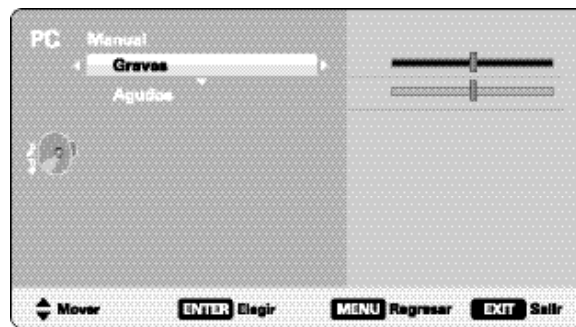 PC Manual
Graves
Agudos
Mover ENTER Elegir MENU Regresar EXIT Salir